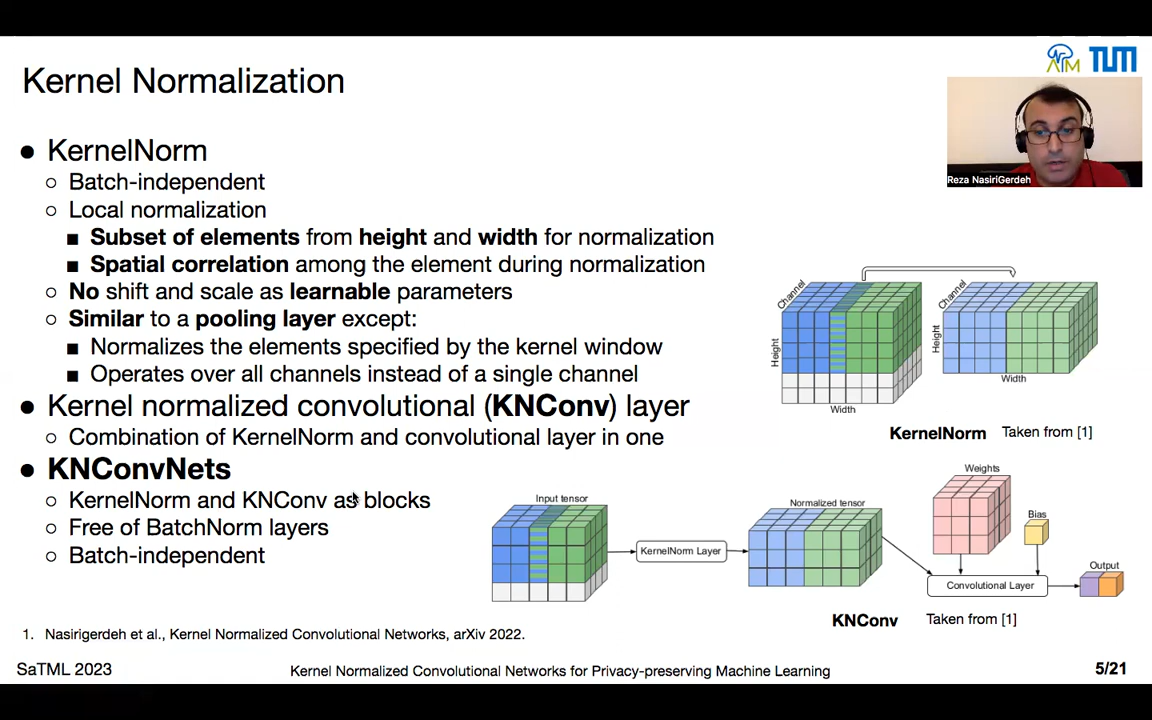 TUM
AIM
Kernel Normalization
Reza NasiriGerdeh
● KernelNorm
○ Batch-independent
○ Local normalization
■ Subset of elements from height and width for normalization
■ Spatial correlation among the element during normalization
○ No shift and scale as learnable parameters
○ Similar to a pooling layer except:
■ Normalizes the elements specified by the kernel window
■ Operates over all channels instead of a single channel
● Kernel normalized convolutional (KNConv) layer
○ Combination of KernelNorm and convolutional layer in one
● KNConvNets
○ KernelNorm and KNConv as blocks
○ Free of BatchNorm layers
○ Batch-independent
Channel
Height
Width
Channel
Height
Width
KernelNorm Taken from [1]
Input tensor
KernelNorm Layer
Normalized tensor
Weights
Bias
Convolutional Layer
Output
KNConv Taken from [1]
1. Nasirigerdeh et al., Kernel Normalized Convolutional Networks, arXiv 2022.
SaTML 2023
Kernel Normalized Convolutional Networks for Privacy-preserving Machine Learning
5/21